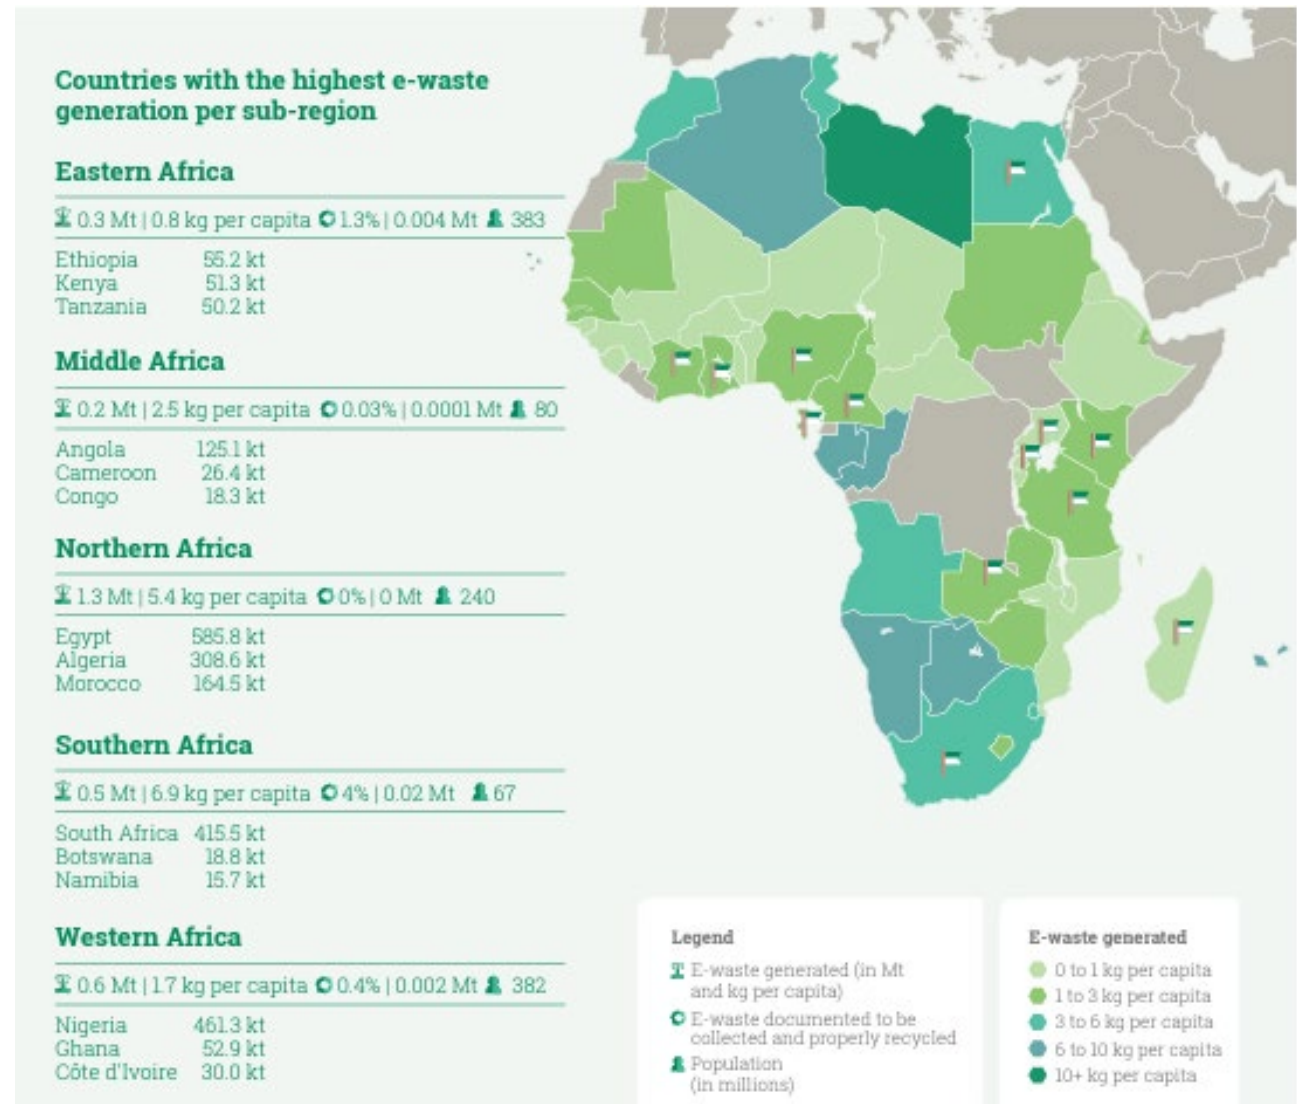 Countries with the highest e-waste
generation per sub-region
Eastern Africa
0.3 Mt | 0.8 kg per capita 1.3% | 0.004 Mt 383
Ethiopia 55.2 kt
Kenya 51.3 kt
Tanzania 50.2 kt
Middle Africa
0.2 Mt | 2.5 kg per capita 0.03% | 0.0001 Mt 80
Angola 125.1 kt
Cameroon 26.4 kt
Congo 18.3 kt
Northern Africa
1.3 Mt | 5.4 kg per capita 0% | 0 Mt 240
Egypt 585.8 kt
Algeria 308.6 kt
Morocco 164.5 kt
Southern Africa
0.5 Mt | 6.9 kg per capita 4% | 0.02 Mt 67
South Africa 415.5 kt
Botswana 18.8 kt
Namibia 15.7 kt
Western Africa
0.6 Mt | 1.7 kg per capita 0.4% | 0.002 Mt 382
Nigeria 461.3 kt
Ghana 52.9 kt
Côte d'Ivoire 30.0 kt
Legend
E-waste generated (in Mt
and kg per capita)
E-waste documented to be
collected and properly recycled
Population
(in millions)
E-waste generated
0 to 1 kg per capita
1 to 3 kg per capita
3 to 6 kg per capita
6 to 10 kg per capita
10+ kg per capita